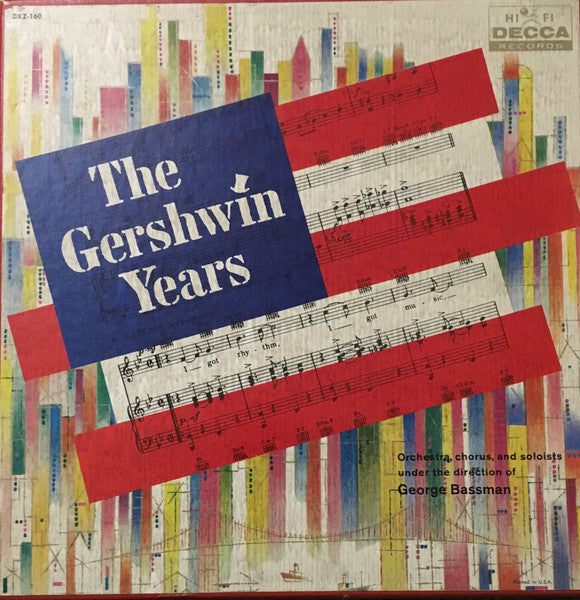 DXZ-160
HI FI
DECCA
RECORDS
The
Gershwin
Years
I got rhy thm, I got mu - sic,
Orchestra, chorus, and soloists
under the direction of
George Bassman
Printed in U.S.A.